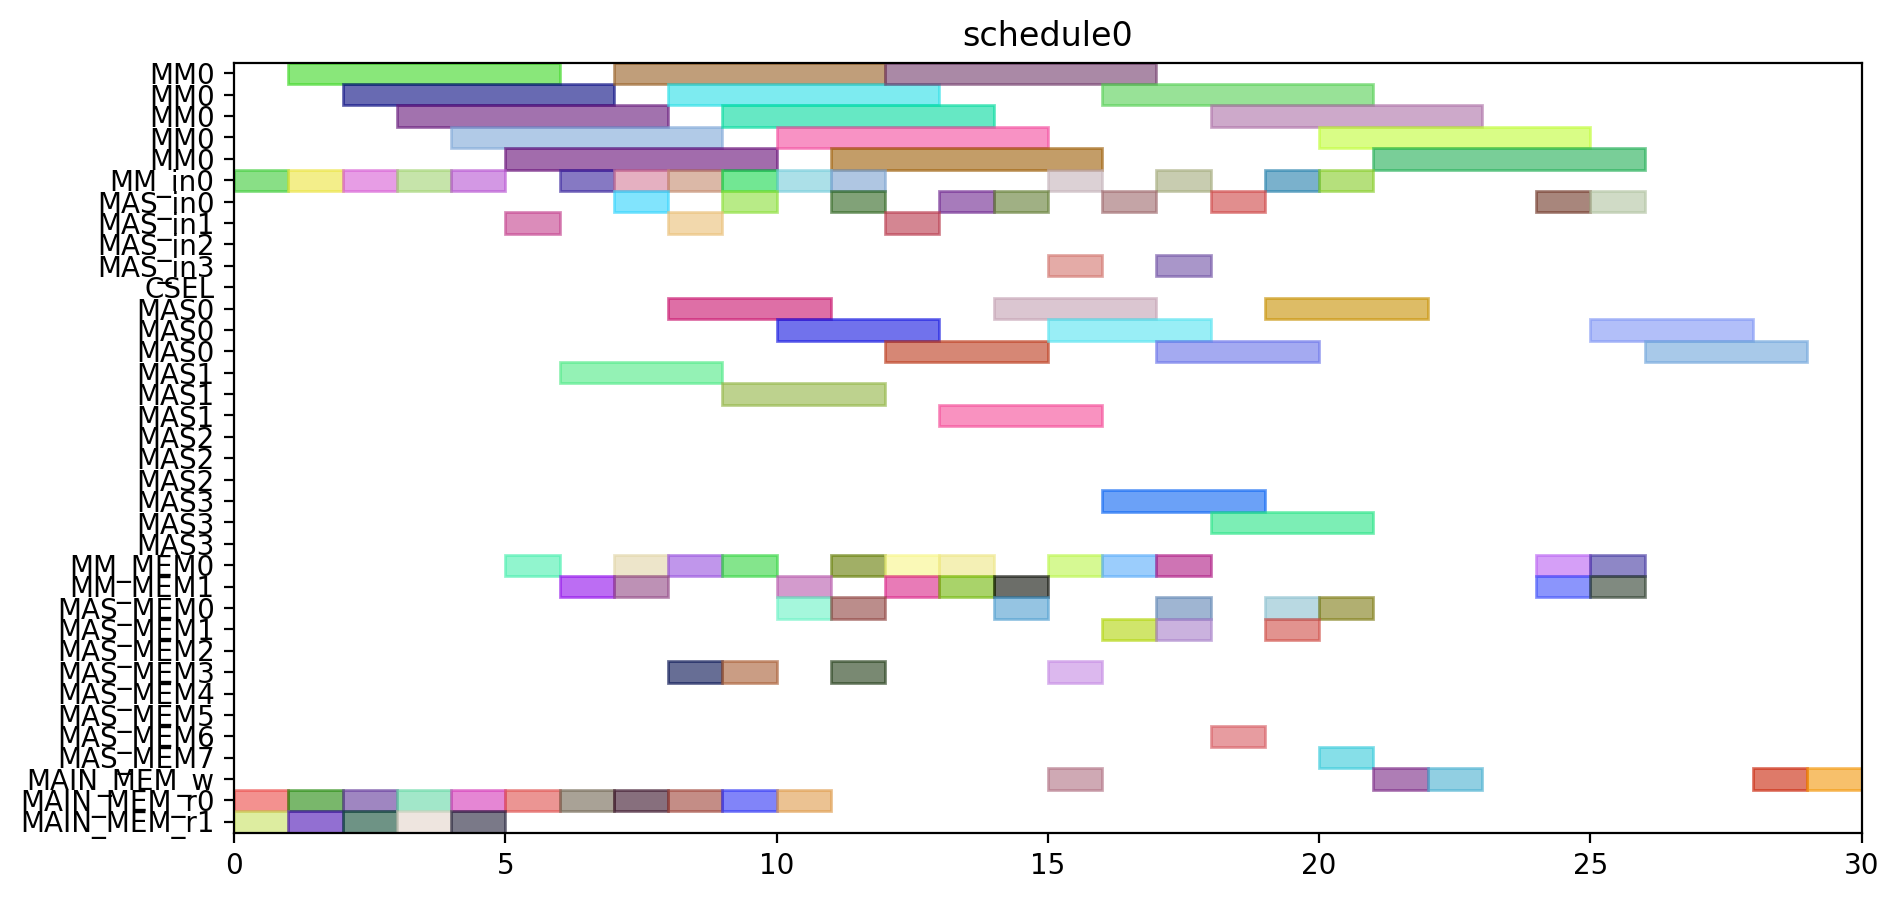 schedule0
MM0
MM0
MM0
MM0
MM0
MM_in0
MAS_in0
MAS_in1
MAS_in2
MAS_in3
CSEL
MAS0
MAS0
MAS0
MAS1
MAS1
MAS1
MAS2
MAS2
MAS2
MAS3
MAS3
MAS3
MM_MEM0
MM_MEM1
MAS_MEM0
MAS_MEM1
MAS_MEM2
MAS_MEM3
MAS_MEM4
MAS_MEM5
MAS_MEM6
MAS_MEM7
MAIN_MEM_w
MAIN_MEM_r0
MAIN_MEM_r1
0 5 10 15 20 25 30